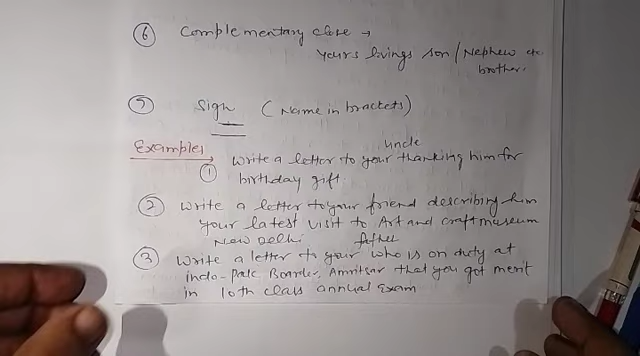 ⑥ Complementary close →
Yours livings son / Nephew etc
brother.
⑤ Sign (Name in brackets)
Examples
uncle
① Write a letter to your thanking him for
birthday gift.
② Write a letter to your friend describing him
your latest visit to Art and craft museum
New Delhi
father
③ Write a letter to your who is on duty at
indo-Pak Boarder, Amritsar that you got merit
in 10th class annual Exam